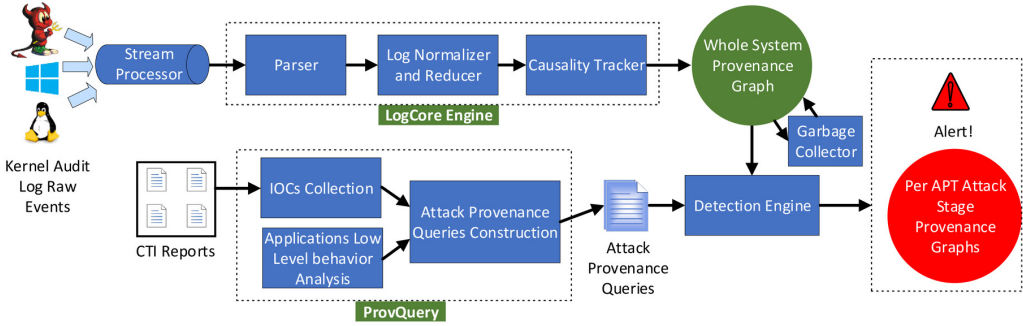 Stream
Processor
Parser
Log Normalizer
and Reducer
Causality Tracker
LogCore Engine
Whole System
Provenance
Graph
Garbage
Collector
Kernel Audit
Log Raw
Events
CTI Reports
IOCs Collection
Applications Low
Level behavior
Analysis
Attack Provenance
Queries Construction
ProvQuery
Attack
Provenance
Queries
Detection Engine
Alert!
Per APT Attack
Stage
Provenance
Graphs